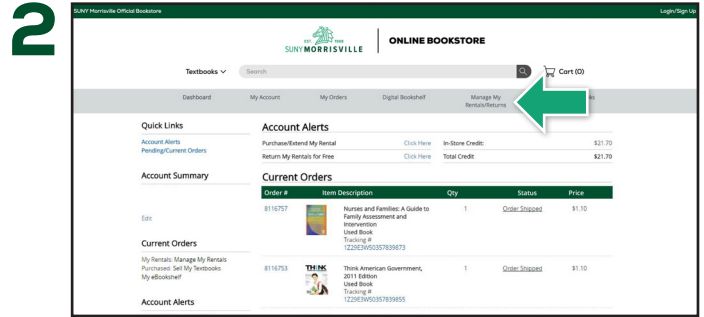 2
SUNY Morrisville Official Bookstore
Login/Sign Up
SUNYMORRISVILLE
ONLINE BOOKSTORE
Textbooks
Search
Cart (0)
Dashboard
My Account
My Orders
Digital Bookshelf
Manage My
Rentals/Returns
Quick Links
Account Alerts
Pending/Current Orders
Account Summary
Edit
Current Orders
My Rentals: Manage My Rentals
Purchased: Sell My Textbooks
My eBookshelf
Account Alerts
Account Alerts
Purchase/Extend My Rental Click Here In-Store Credit: $21.70
Return My Rentals for Free Click Here Total Credit $21.70
Current Orders
Order # Item Description Qty Status Price
8116757 Nurses and Families: A Guide to 1 Order Shipped $1.10
Family Assessment and
Intervention
Used Book
Tracking #
1Z29E3W50357839873
8116753 THINK Think American Government, 1 Order Shipped $1.10
2011 Edition
Used Book
Tracking #
1Z29E3W50357839855